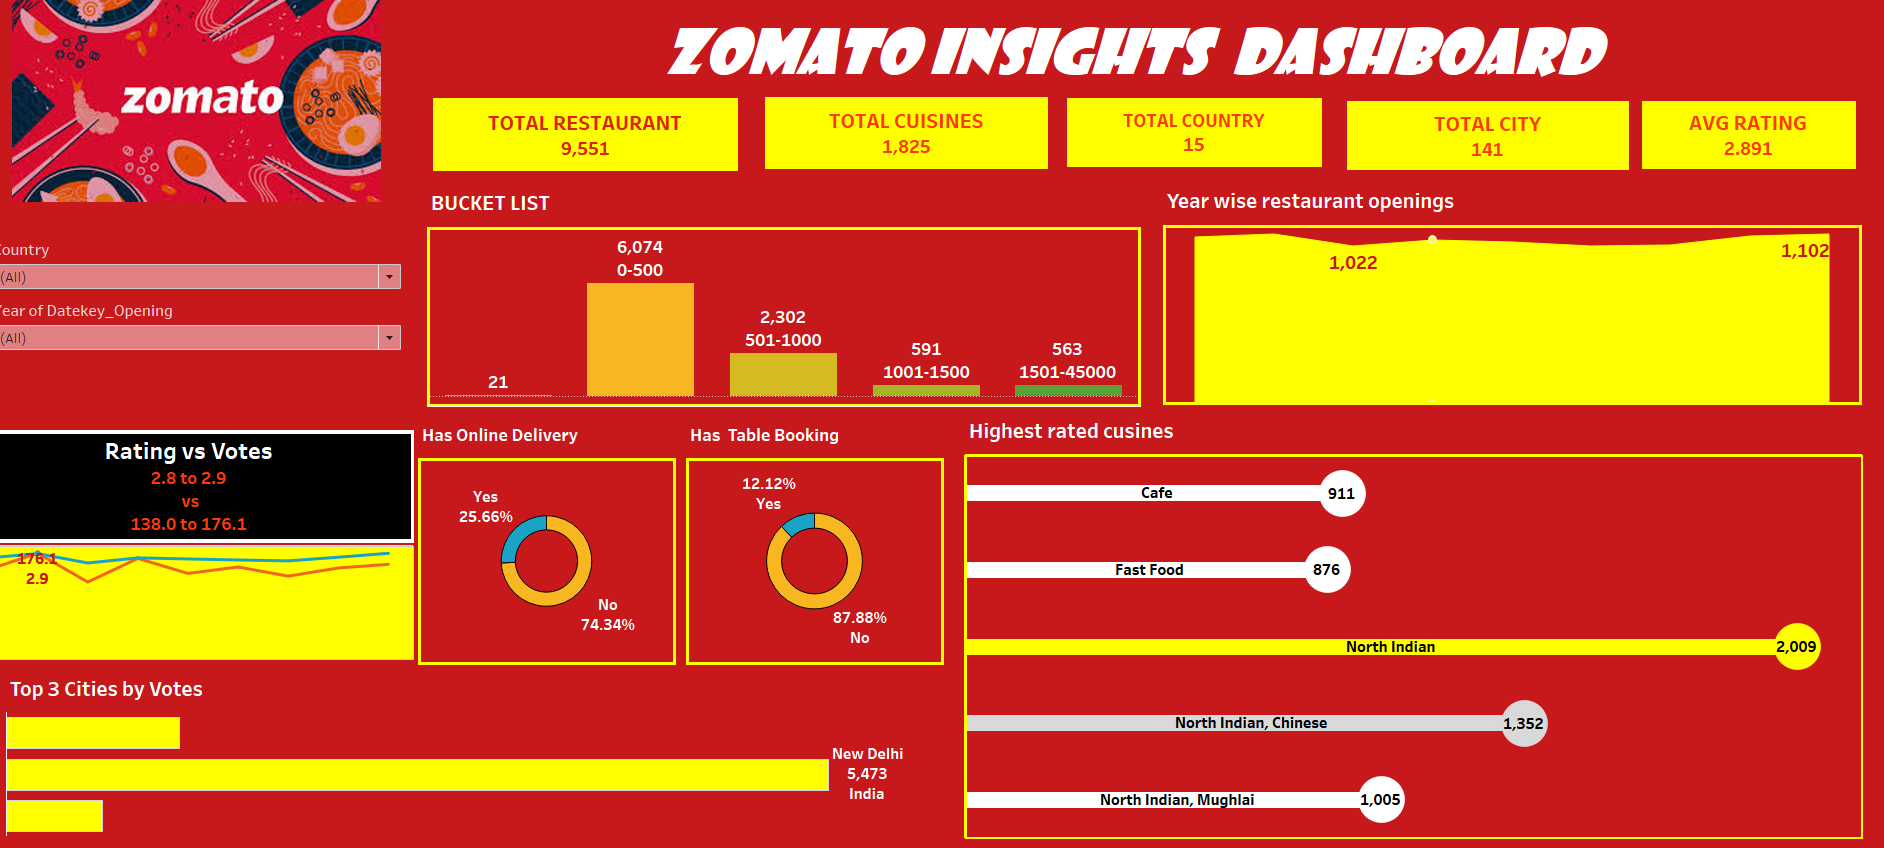 zomato
ZOMATO INSIGHTS DASHBOARD
TOTAL RESTAURANT
9,551
TOTAL CUISINES
1,825
TOTAL COUNTRY
15
TOTAL CITY
141
AVG RATING
2.891
Country
(All)
Year of Datekey_Opening
(All)
BUCKET LIST
21
6,074
0-500
2,302
501-1000
591
1001-1500
563
1501-45000
Year wise restaurant openings
1,022
1,102
Rating vs Votes
2.8 to 2.9
vs
138.0 to 176.1
176.1
2.9
Has Online Delivery
Yes
25.66%
No
74.34%
Has Table Booking
12.12%
Yes
87.88%
No
Highest rated cusines
Cafe 911
Fast Food 876
North Indian 2,009
North Indian, Chinese 1,352
North Indian, Mughlai 1,005
Top 3 Cities by Votes
New Delhi
5,473
India